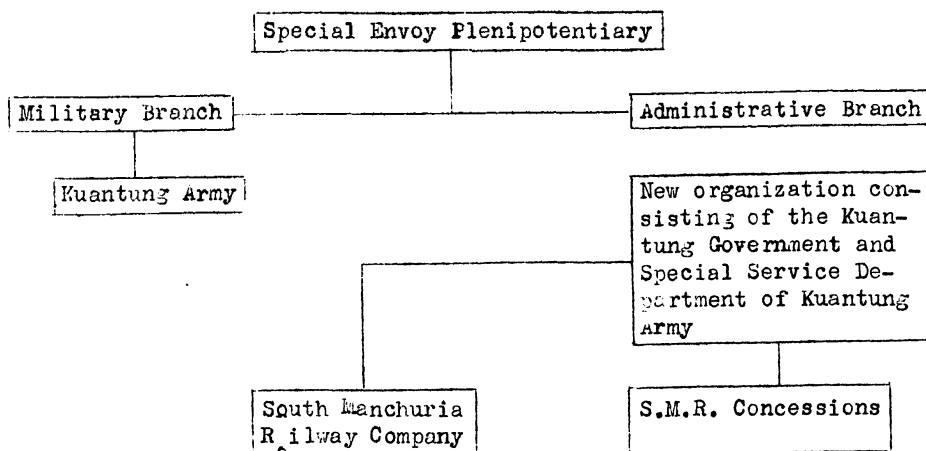 Special Envoy Plenipotentiary
Military Branch
Administrative Branch
Kuantung Army
New organization con-
sisting of the Kuan-
tung Government and
Special Service De-
partment of Kuantung
Army
South Manchuria
Railway Company
S.M.R. Concessions